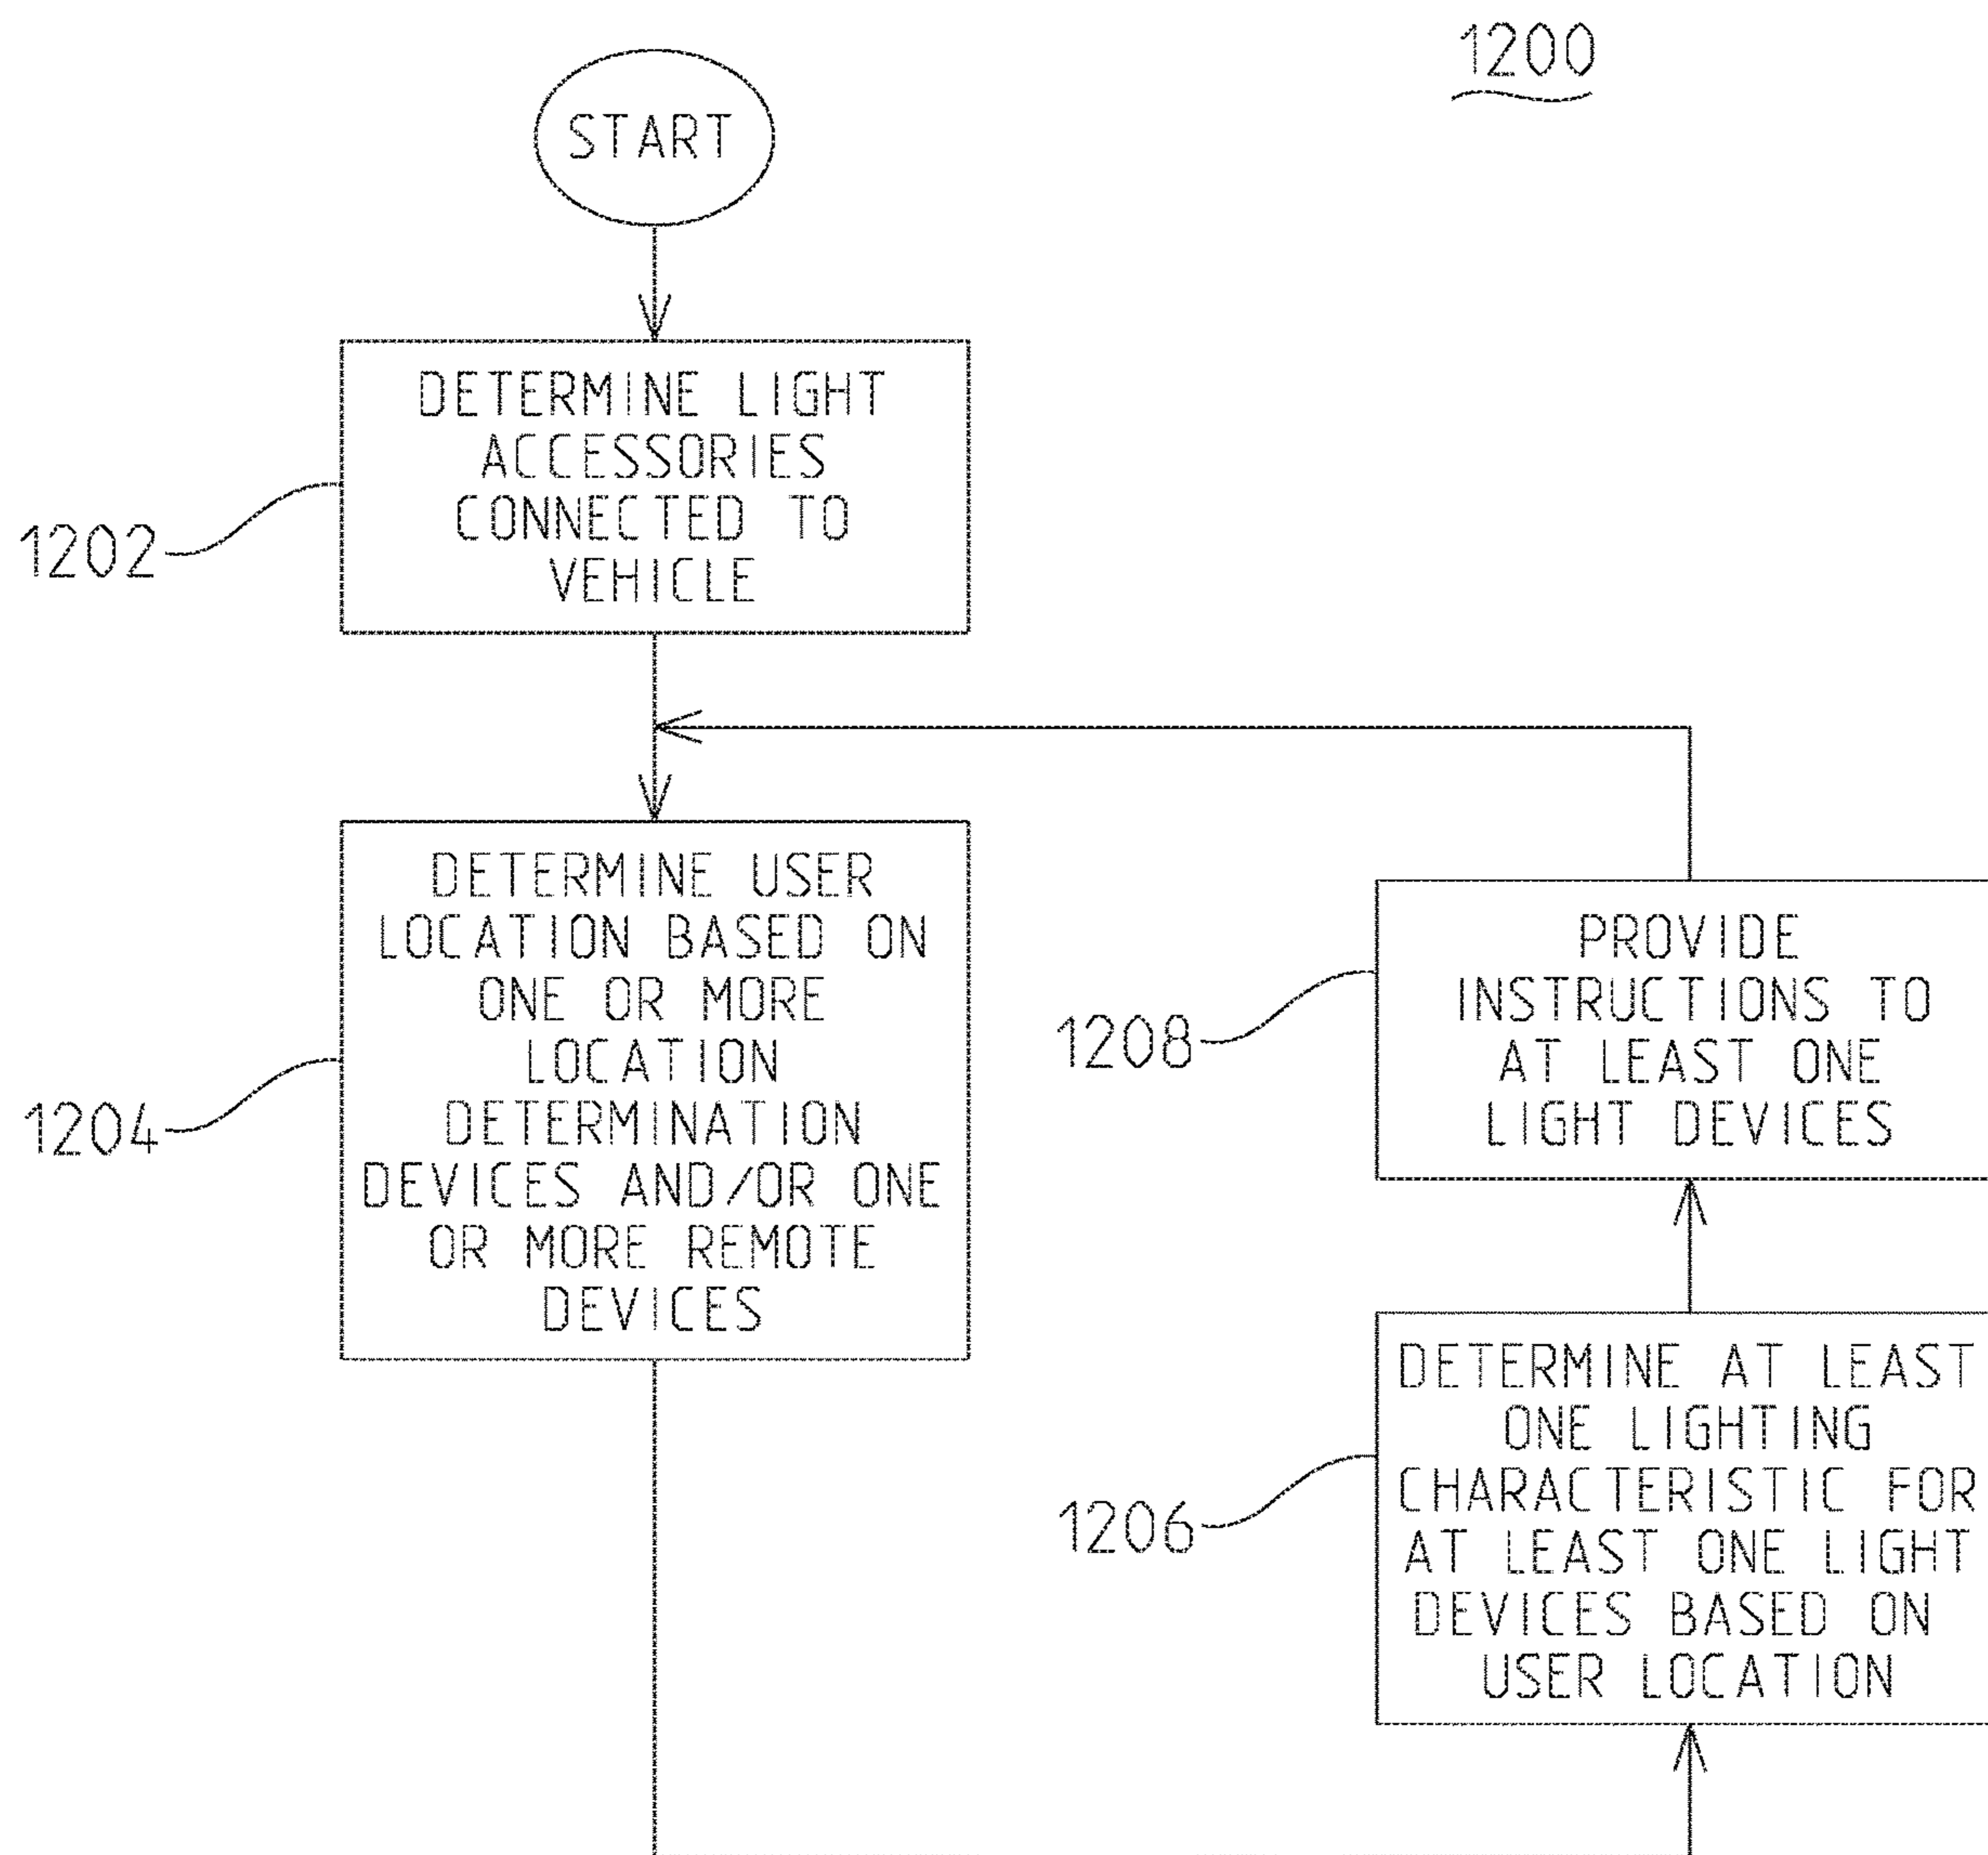 1200
START
DETERMINE LIGHT
ACCESSORIES
CONNECTED TO
VEHICLE
1202
DETERMINE USER
LOCATION BASED ON
ONE OR MORE
LOCATION
DETERMINATION
DEVICES AND/OR ONE
OR MORE REMOTE
DEVICES
1204
PROVIDE
INSTRUCTIONS TO
AT LEAST ONE
LIGHT DEVICES
1208
DETERMINE AT LEAST
ONE LIGHTING
CHARACTERISTIC FOR
AT LEAST ONE LIGHT
DEVICES BASED ON
USER LOCATION
1206